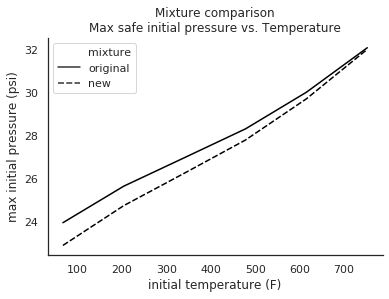 Mixture comparison
Max safe initial pressure vs. Temperature
mixture
original
new
max initial pressure (psi)
32
30
28
26
24
100 200 300 400 500 600 700
initial temperature (F)